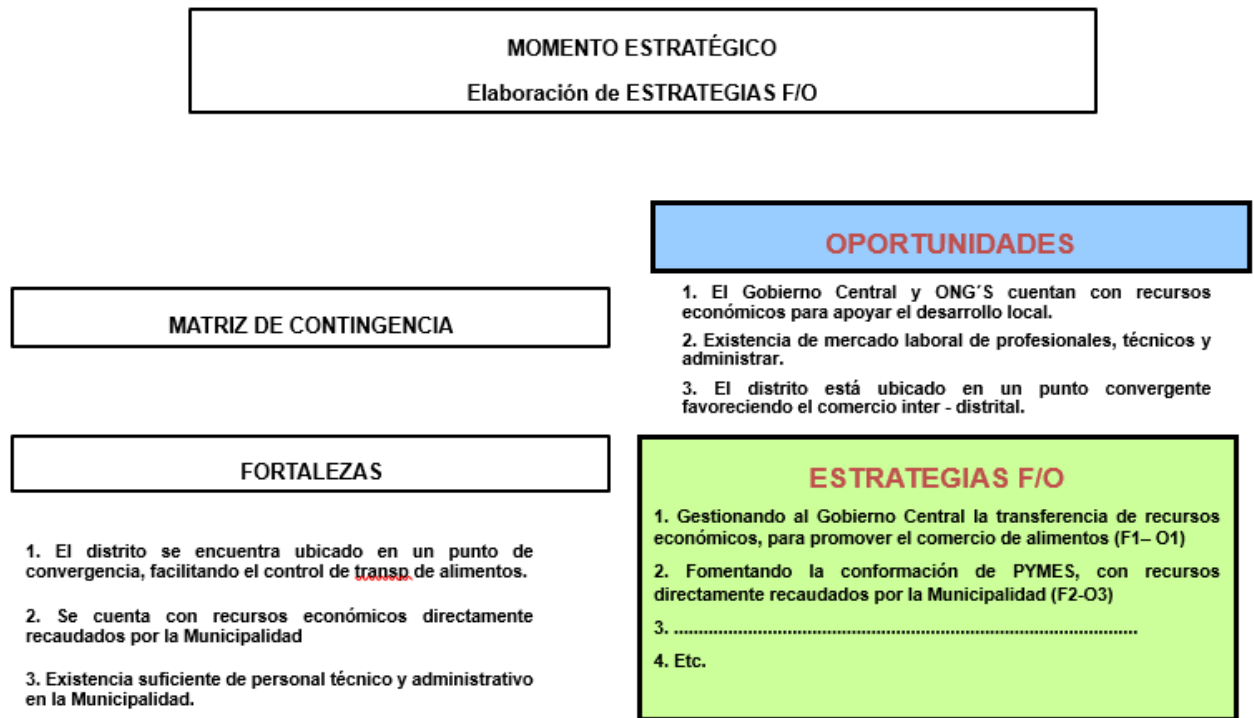 MOMENTO ESTRATÉGICO
Elaboración de ESTRATEGIAS F/O
OPORTUNIDADES
1. El Gobierno Central y ONG´S cuentan con recursos
económicos para apoyar el desarrollo local.
2. Existencia de mercado laboral de profesionales, técnicos y
administrar.
3. El distrito está ubicado en un punto convergente
favoreciendo el comercio inter - distrital.
MATRIZ DE CONTINGENCIA
FORTALEZAS
1. El distrito se encuentra ubicado en un punto de
convergencia, facilitando el control de transp de alimentos.
2. Se cuenta con recursos económicos directamente
recaudados por la Municipalidad
3. Existencia suficiente de personal técnico y administrativo
en la Municipalidad.
ESTRATEGIAS F/O
1. Gestionando al Gobierno Central la transferencia de recursos
económicos, para promover el comercio de alimentos (F1– O1)
2. Fomentando la conformación de PYMES, con recursos
directamente recaudados por la Municipalidad (F2-O3)
3. ................................................................................................
4. Etc.